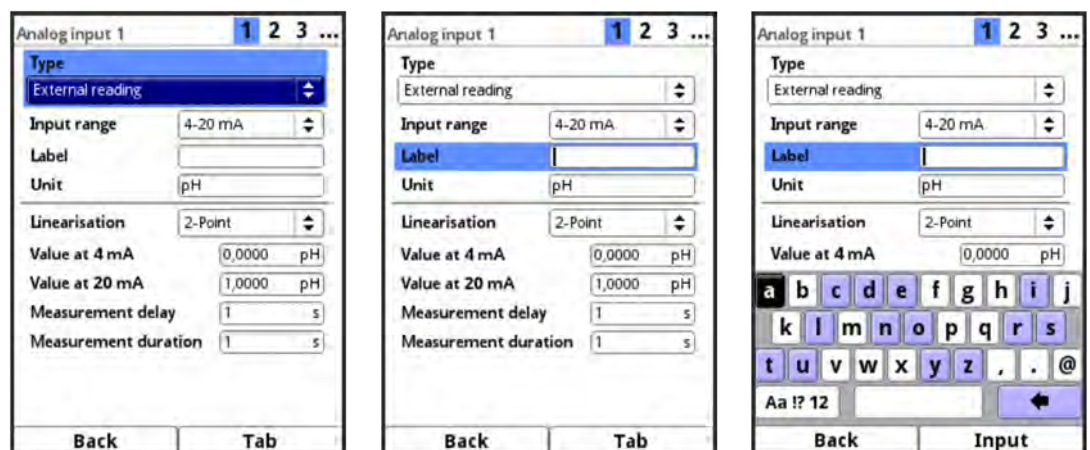 Analog input 1 1 2 3 ...
Type
External reading
Input range 4-20 mA
Label
Unit pH
Linearisation 2-Point
Value at 4 mA 0,0000 pH
Value at 20 mA 1,0000 pH
Measurement delay 1 s
Measurement duration 1 s
Back Tab
Analog input 1 1 2 3 ...
Type
External reading
Input range 4-20 mA
Label
Unit pH
Linearisation 2-Point
Value at 4 mA 0,0000 pH
Value at 20 mA 1,0000 pH
Measurement delay 1 s
Measurement duration 1 s
Back Tab
Analog input 1 1 2 3 ...
Type
External reading
Input range 4-20 mA
Label
Unit pH
Linearisation 2-Point
Value at 4 mA 0,0000 pH
a b c d e f g h i j
k l m n o p q r s
t u v w x y z , . @
Aa !? 12
Back Input